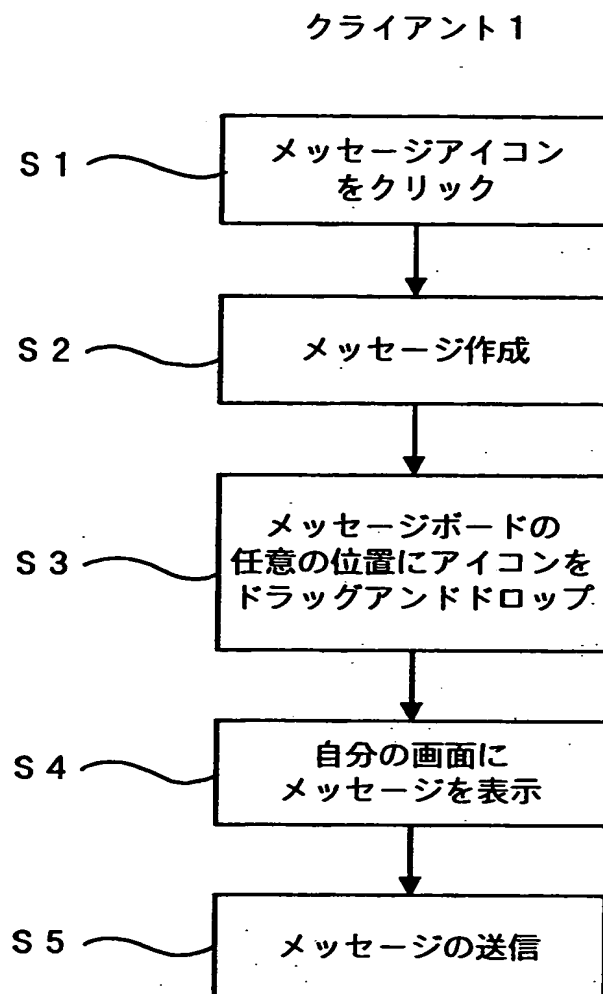 クライアント1
S1
メッセージアイコン
をクリック
S2
メッセージ作成
S3
メッセージボードの
任意の位置にアイコンを
ドラッグアンドドロップ
S4
自分の画面に
メッセージを表示
S5
メッセージの送信